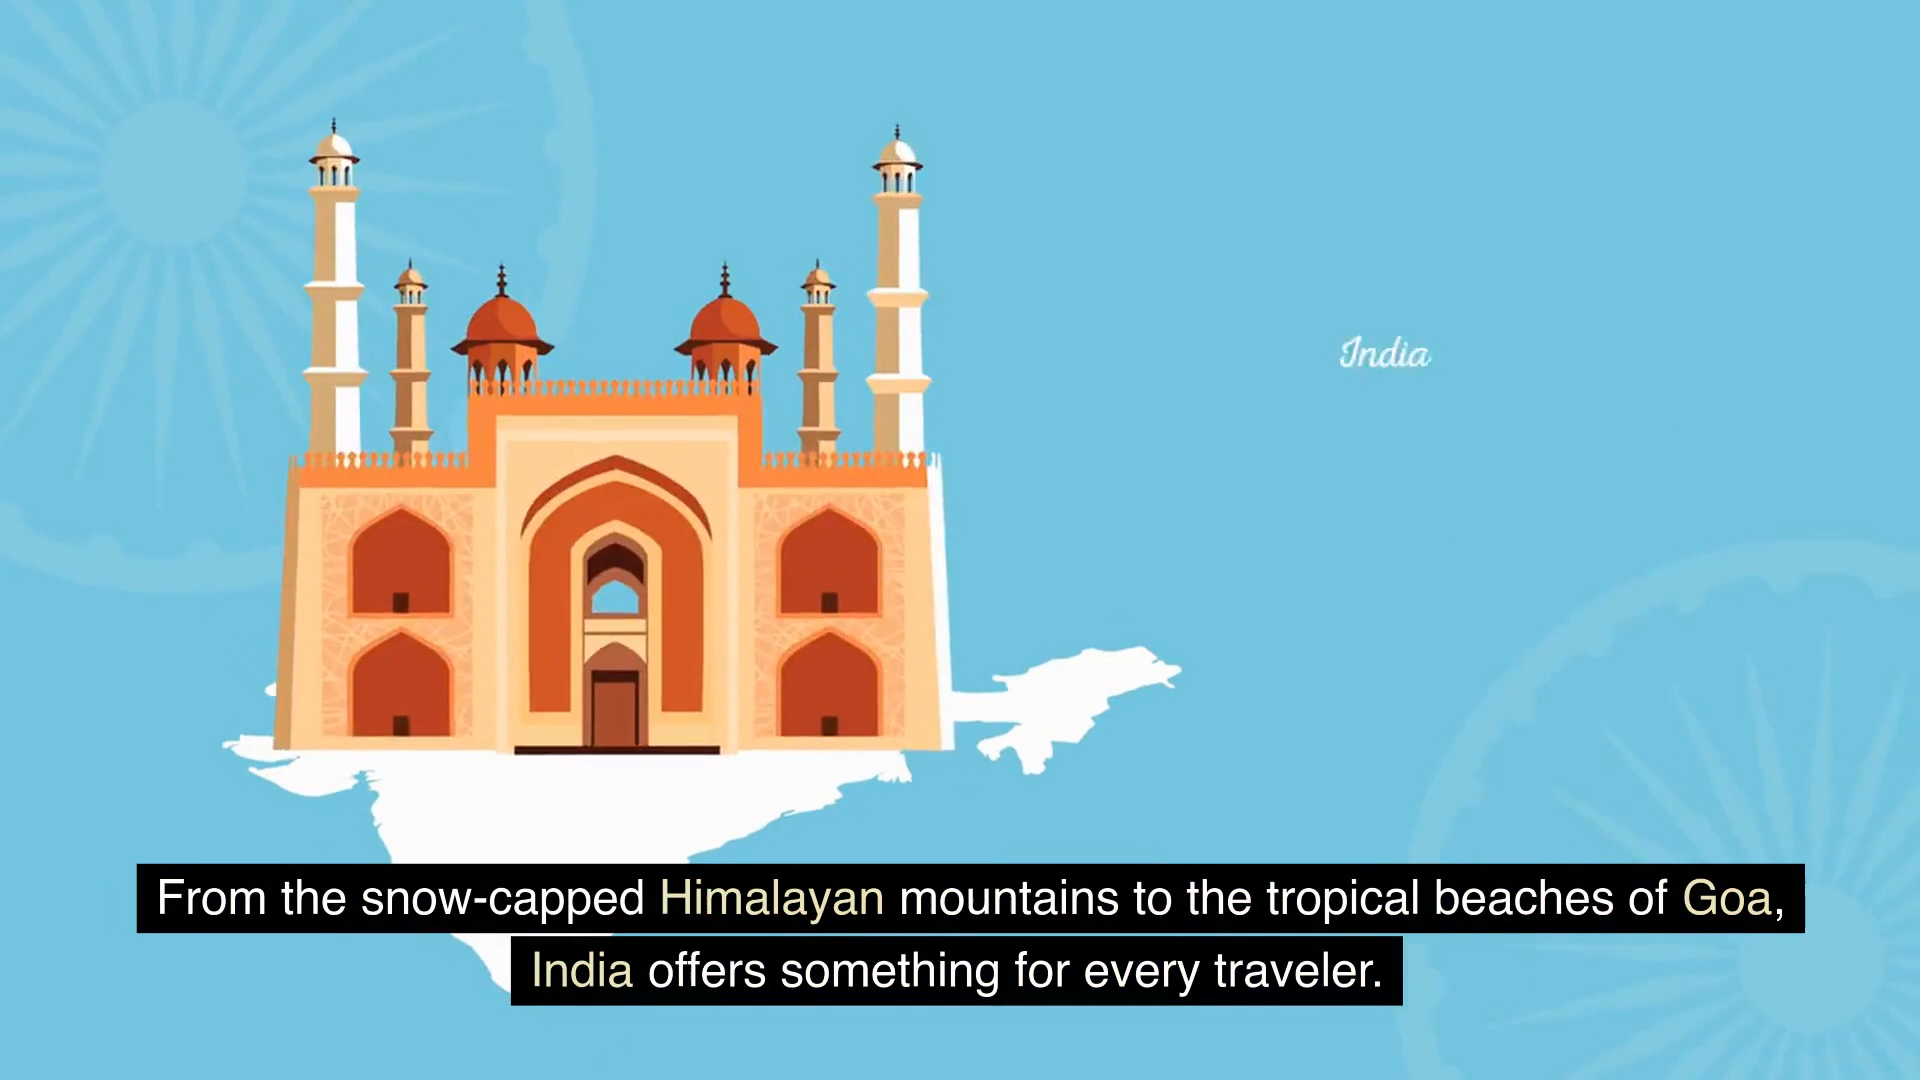 India
From the snow-capped Himalayan mountains to the tropical beaches of Goa,
India offers something for every traveler.